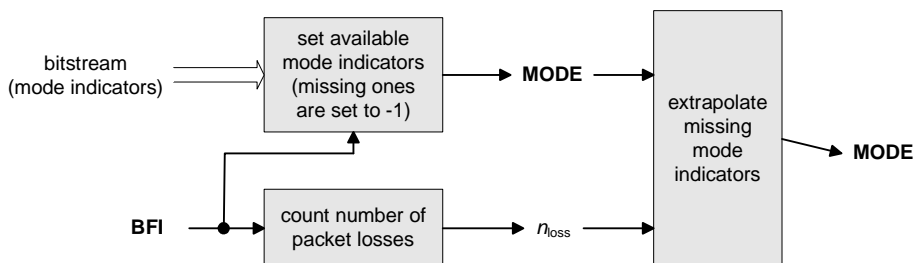 bitstream
(mode indicators)
set available
mode indicators
(missing ones
are set to -1)
MODE
extrapolate
missing
mode
indicators
MODE
BFI
count number of
packet losses
nloss